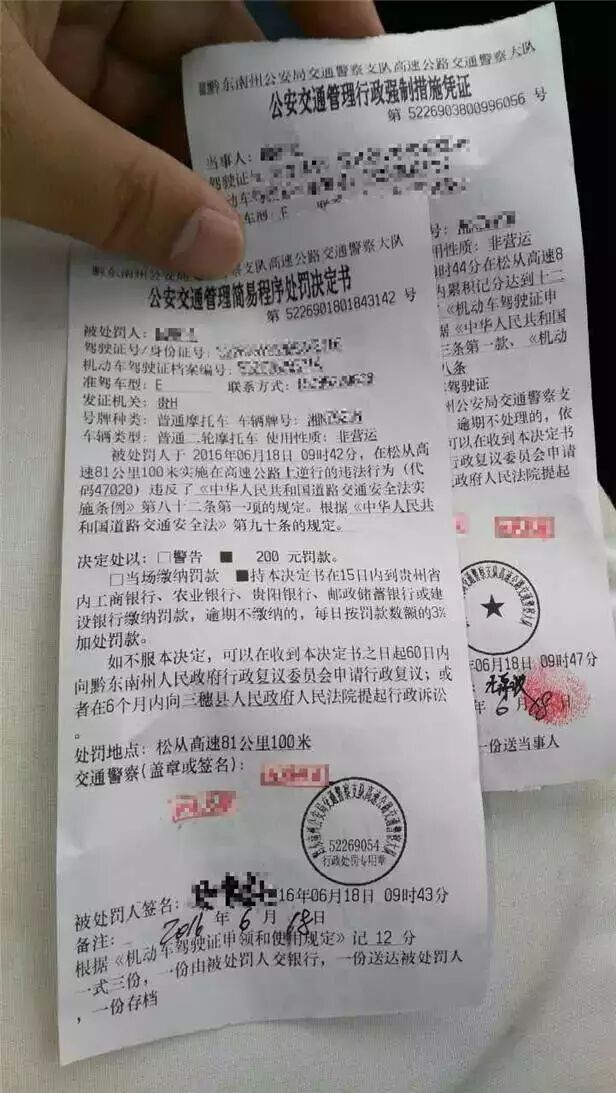 黔东南州公安局交通警察支队高速公路交通警察大队
公安交通管理行政强制措施凭证
第 5226903800996056 号
当事人：
驾驶证
机动车
用性质：非营运
时44分在松从高速8
内累积记分达到十二
《机动车驾驶证申
据《中华人民共和国
三条第一款、《机动
八条
驾驶证
州公安局交通警察支
逾期不处理的，依
可以在收到本决定书
政复议委员会申请行
民政府人民法院提起
年06月18日 09时47分
无异议
年 6 月 18 日
一份送当事人
黔东南州公安局交通警察支队高速公路交通警察大队
公安交通管理简易程序处罚决定书
第 5226901801843142 号
被处罚人：
驾驶证号/身份证号：
机动车驾驶证档案编号：
准驾车型：E 联系方式：
发证机关：贵H
号牌种类：普通摩托车 车辆牌号：湘
车辆类型：普通二轮摩托车 使用性质：非营运
被处罚人于 2016年06月18日 09时42分，在松从高
速81公里100米实施在高速公路上逆行的违法行为（代
码47020）违反了《中华人民共和国道路交通安全法实
施条例》第八十二条第一项的规定。根据《中华人民共
和国道路交通安全法》第九十条的规定。
决定处以：□警告 ■ 200 元罚款。
□当场缴纳罚款 ■持本决定书在15日内到贵州省
内工商银行、农业银行、贵阳银行、邮政储蓄银行或建
设银行缴纳罚款，逾期不缴纳的，每日按罚款数额的3%
加处罚款。
如不服本决定，可以在收到本决定书之日起60日内
向黔东南州人民政府行政复议委员会申请行政复议；或
者在6个月内向三穗县人民政府人民法院提起行政诉讼
。
处罚地点：松从高速81公里100米
交通警察(盖章或签名)：
52269054
行政处罚专用章
被处罚人签名： 16年06月18日 09时43分
备注： 2016 年 6 月 18 日
根据《机动车驾驶证申领和使用规定》记 12 分
一式三份，一份由被处罚人交银行，一份送达被处罚人
，一份存档